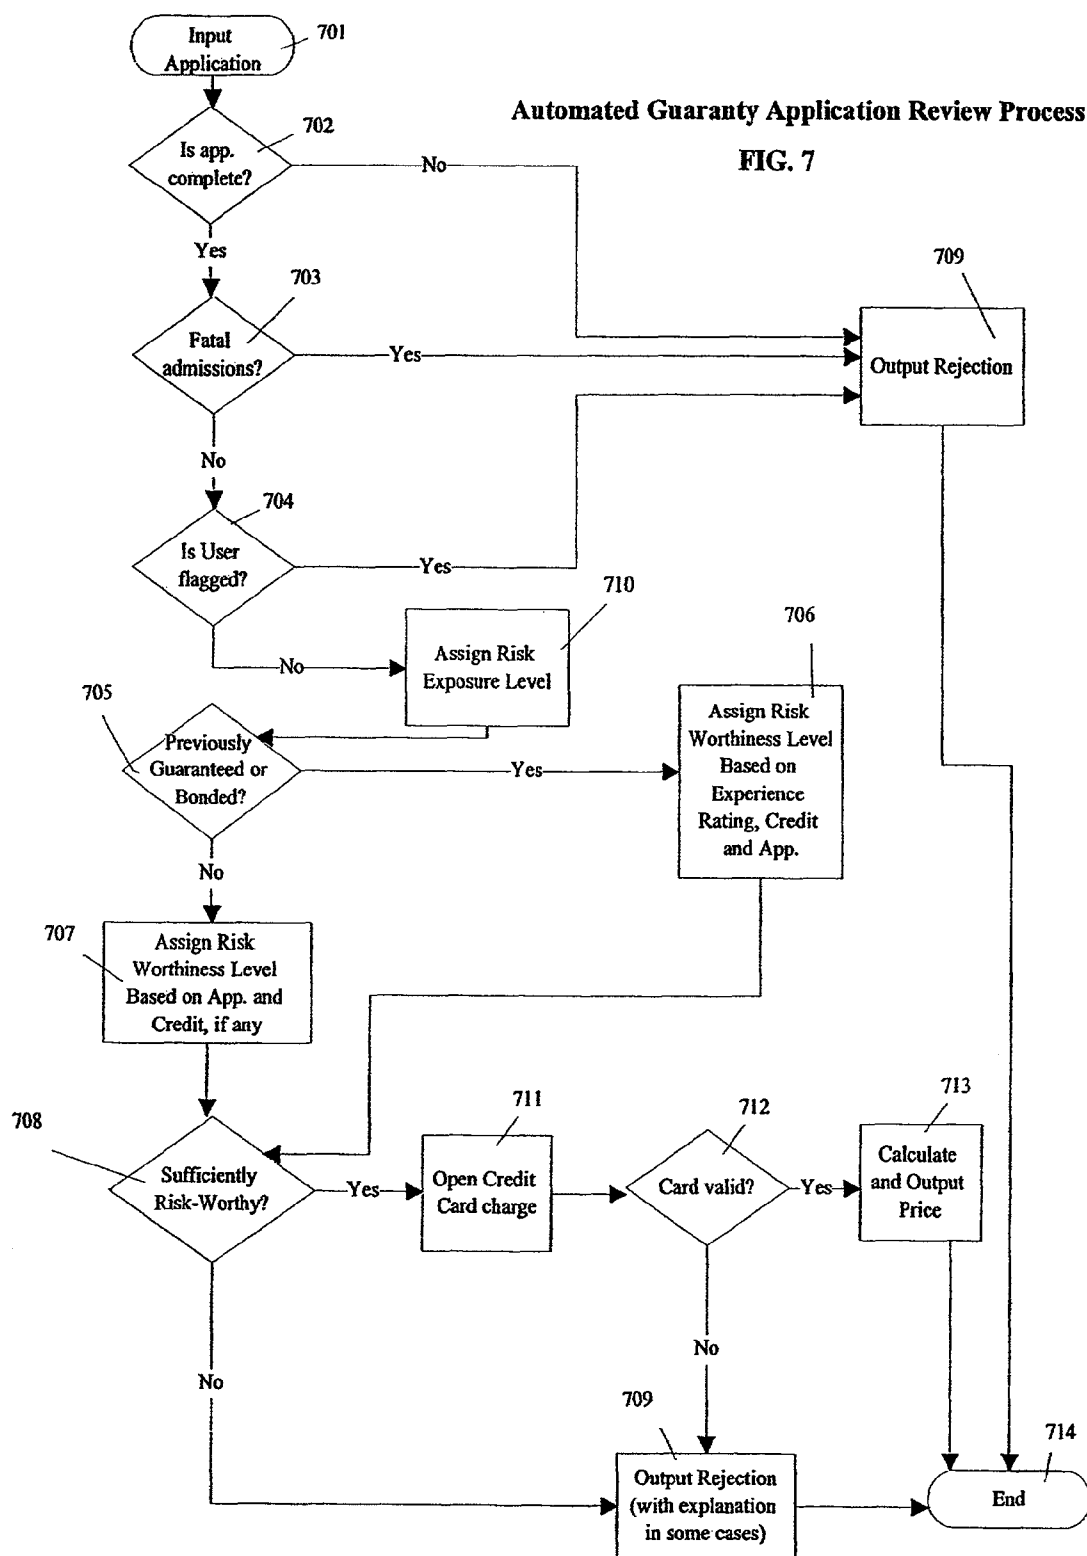 Input
Application
701
Automated Guaranty Application Review Process
FIG. 7
702
Is app.
complete?
No
Yes
703
Fatal
admissions?
Yes
709
Output Rejection
No
704
Is User
flagged?
Yes
710
706
No
Assign Risk
Exposure Level
705
Previously
Guaranteed or
Bonded?
Yes
Assign Risk
Worthiness Level
Based on
Experience
Rating, Credit
and App.
No
707
Assign Risk
Worthiness Level
Based on App. and
Credit, if any
708
Sufficiently
Risk-Worthy?
Yes
711
Open Credit
Card charge
712
Card valid?
Yes
713
Calculate
and Output
Price
No
No
709
Output Rejection
(with explanation
in some cases)
714
End